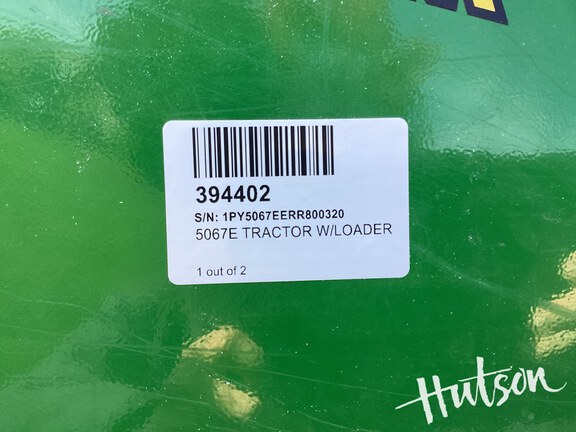 394402
S/N: 1PY5067EERR800320
5067E TRACTOR W/LOADER
1 out of 2
Hutson